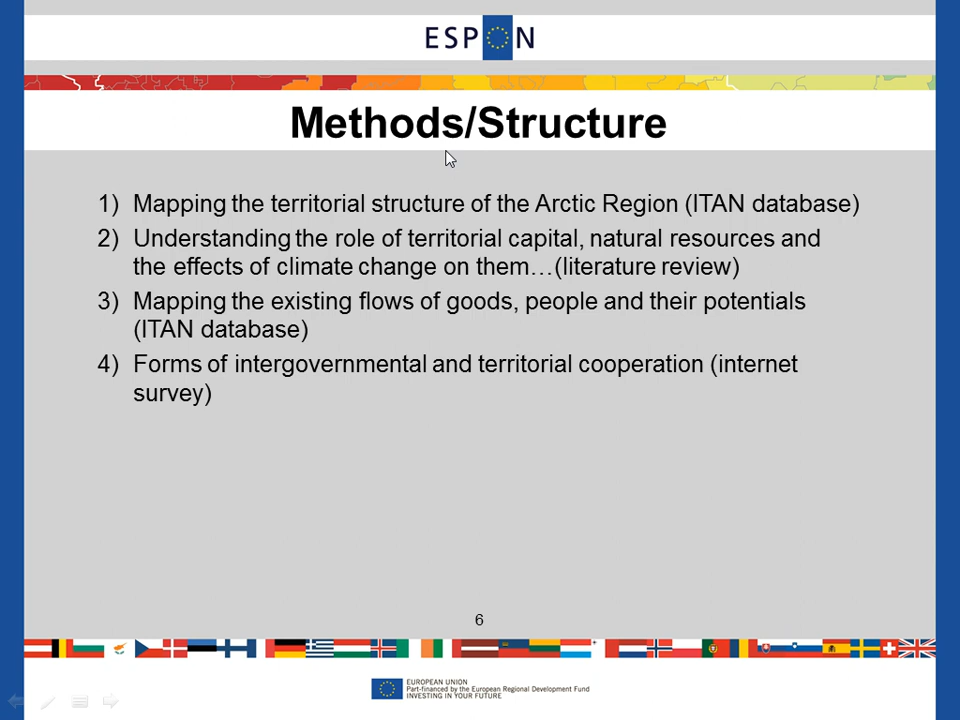 ESPON
Methods/Structure
1) Mapping the territorial structure of the Arctic Region (ITAN database)
2) Understanding the role of territorial capital, natural resources and
the effects of climate change on them…(literature review)
3) Mapping the existing flows of goods, people and their potentials
(ITAN database)
4) Forms of intergovernmental and territorial cooperation (internet
survey)
6
EUROPEAN UNION
Part-financed by the European Regional Development Fund
INVESTING IN YOUR FUTURE